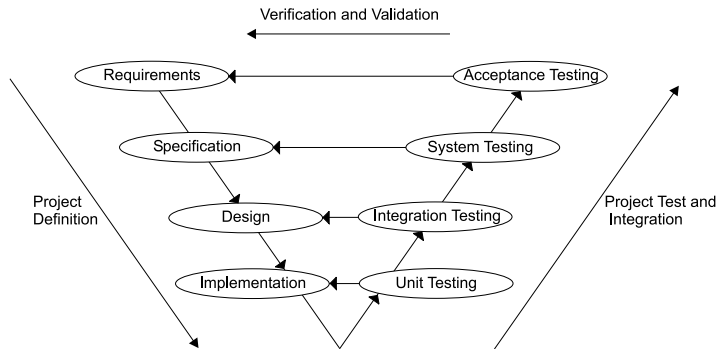 Verification and Validation
Requirements
Acceptance Testing
Specification
System Testing
Project
Definition
Design
Integration Testing
Project Test and
Integration
Implementation
Unit Testing